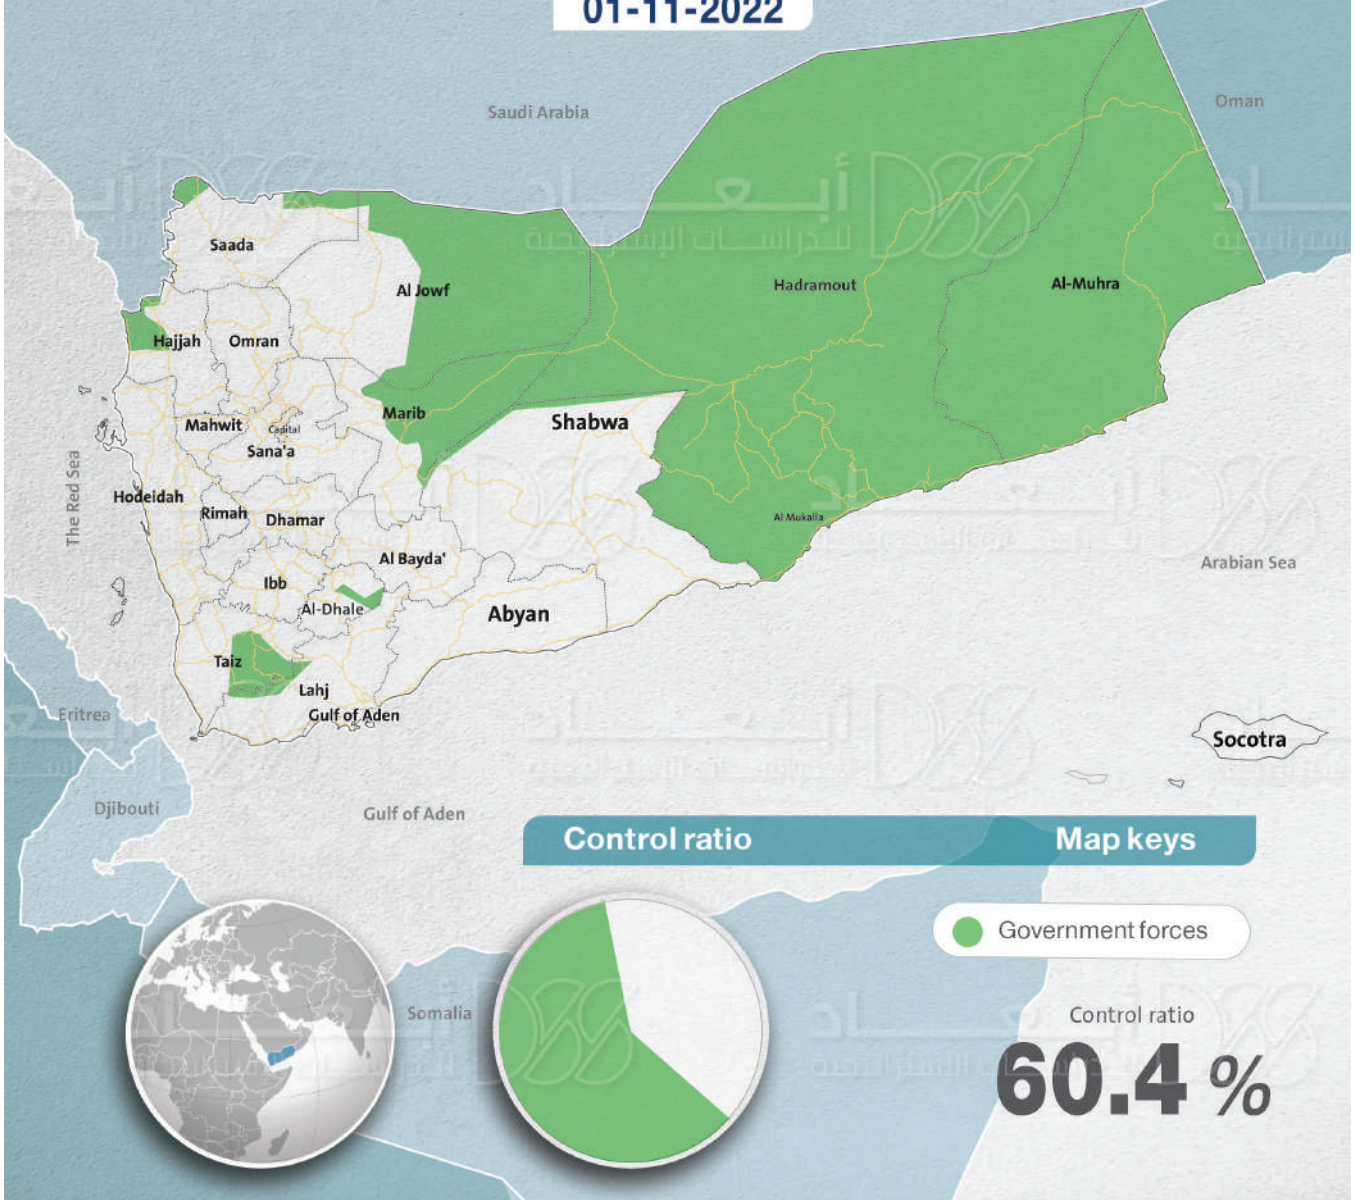 01-11-2022
Saudi Arabia
Oman
أبعاد
للدراسات الإستراتيجية
Saada
Al Jowf
Hadramout
Al-Muhra
Hajjah
Omran
Marib
Shabwa
Mahwit
Capital
Sana'a
The Red Sea
Hodeidah
Rimah
Dhamar
Al Mukalla
Al Bayda'
Arabian Sea
Ibb
Al-Dhale
Abyan
Taiz
Lahj
Gulf of Aden
Eritrea
Socotra
Djibouti
Gulf of Aden
Control ratio
Map keys
Government forces
Somalia
Control ratio
60.4 %